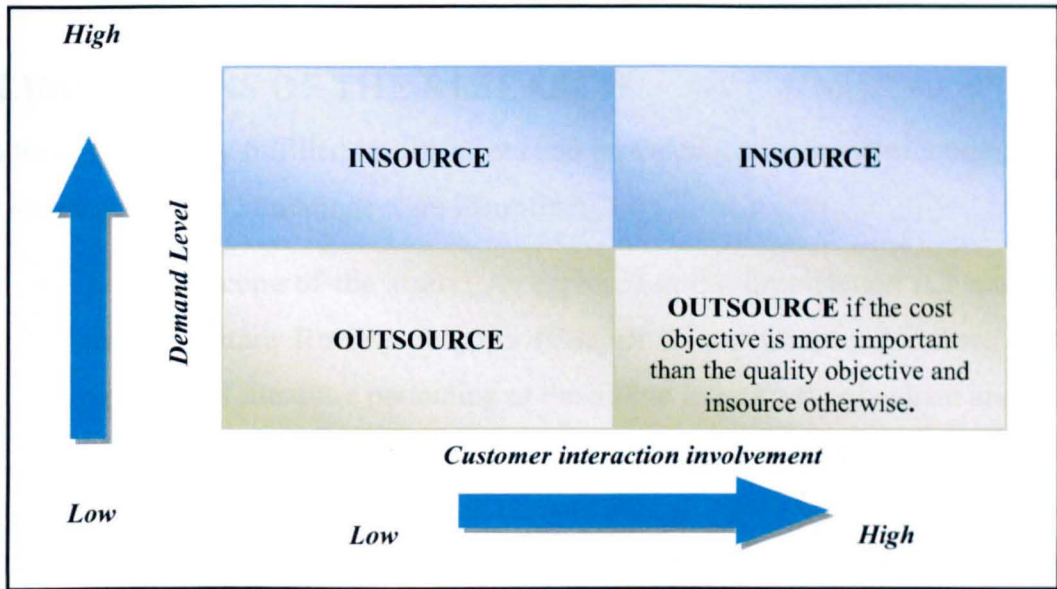 High
INSOURCE
INSOURCE
Demand Level
OUTSOURCE
OUTSOURCE if the cost
objective is more important
than the quality objective and
insource otherwise.
Customer interaction involvement
Low
Low
High